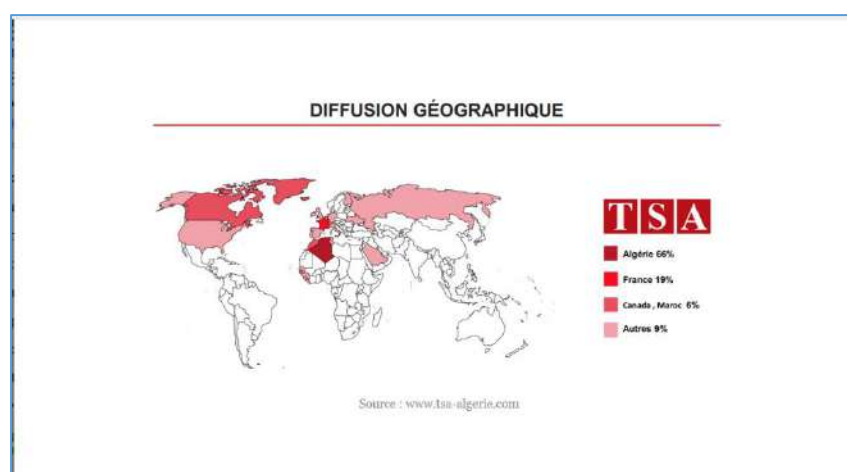 DIFFUSION GÉOGRAPHIQUE
TSA
Algérie 66%
France 19%
Canada , Maroc 6%
Autres 9%
Source : www.tsa-algerie.com